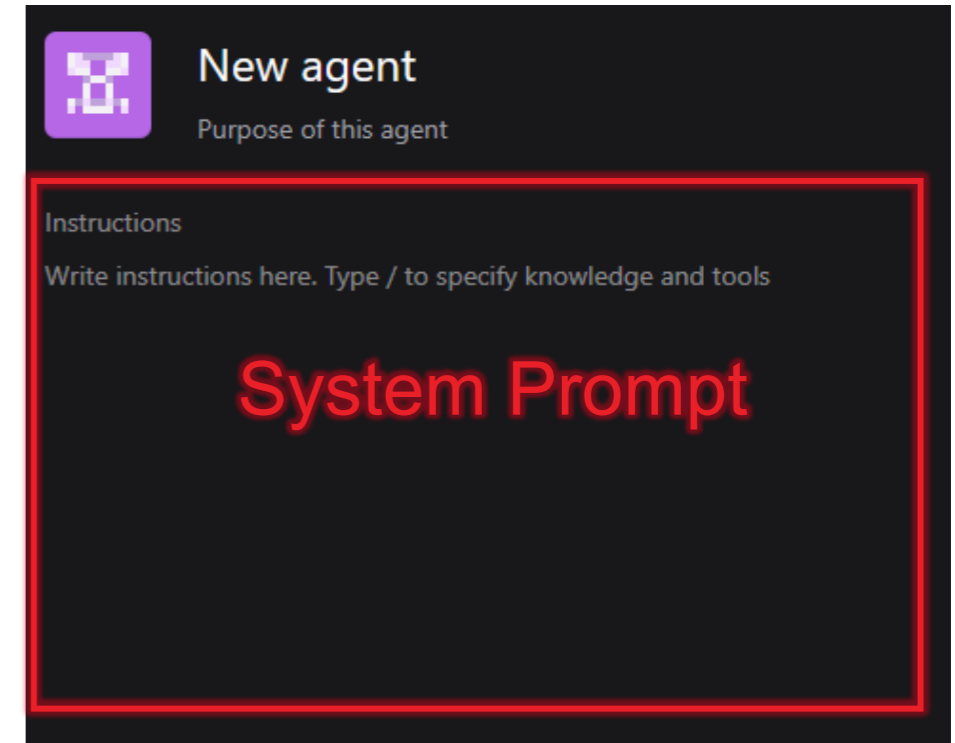 New agent
Purpose of this agent
Instructions
Write instructions here. Type / to specify knowledge and tools
System Prompt